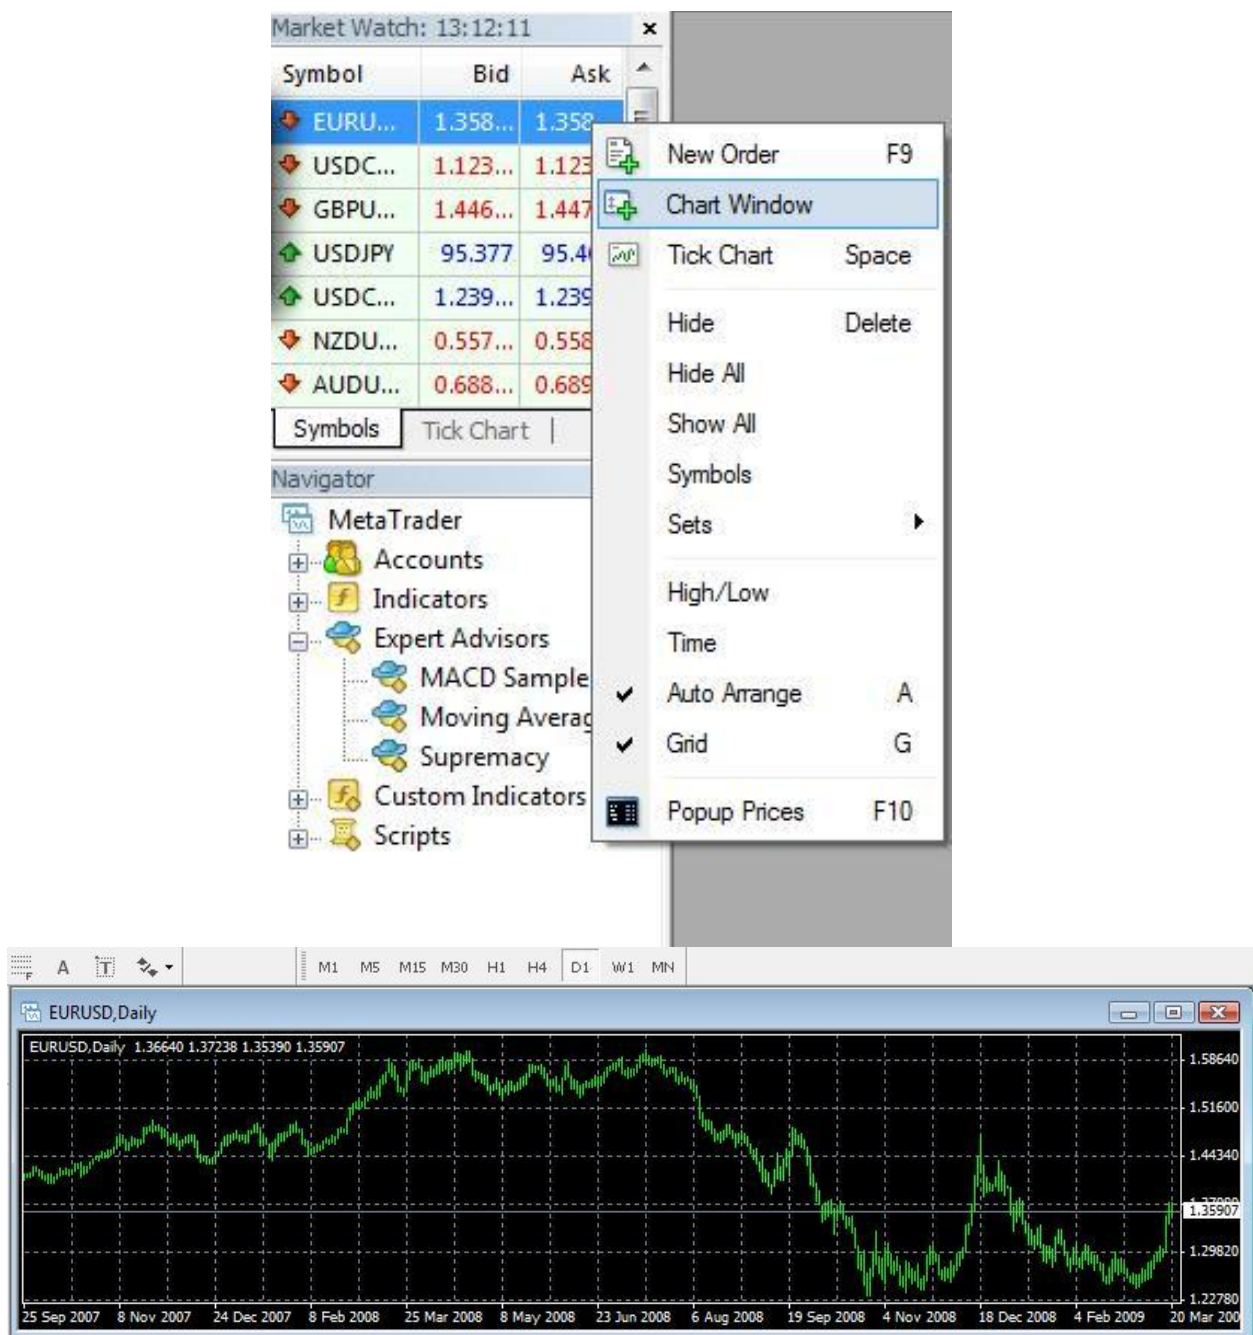 Market Watch: 13:12:11
Symbol Bid Ask
EURU... 1.358... 1.358
USDC... 1.123... 1.123
GBPU... 1.446... 1.447
USDJPY 95.377 95.4
USDC... 1.239... 1.239
NZDU... 0.557... 0.558
AUDU... 0.688... 0.689
Symbols Tick Chart
New Order F9
Chart Window
Tick Chart Space
Hide Delete
Hide All
Show All
Symbols
Sets
High/Low
Time
Auto Arrange A
Grid G
Popup Prices F10
Navigator
MetaTrader
Accounts
Indicators
Expert Advisors
MACD Sample
Moving Averag
Supremacy
Custom Indicators
Scripts
F A T M1 M5 M15 M30 H1 H4 D1 W1 MN
EURUSD,Daily
EURUSD,Daily 1.36640 1.37238 1.35390 1.35907
1.58640
1.51600
1.44340
1.35907
1.29820
1.22780
25 Sep 2007 8 Nov 2007 24 Dec 2007 8 Feb 2008 25 Mar 2008 8 May 2008 23 Jun 2008 6 Aug 2008 19 Sep 2008 4 Nov 2008 18 Dec 2008 4 Feb 2009 20 Mar 200